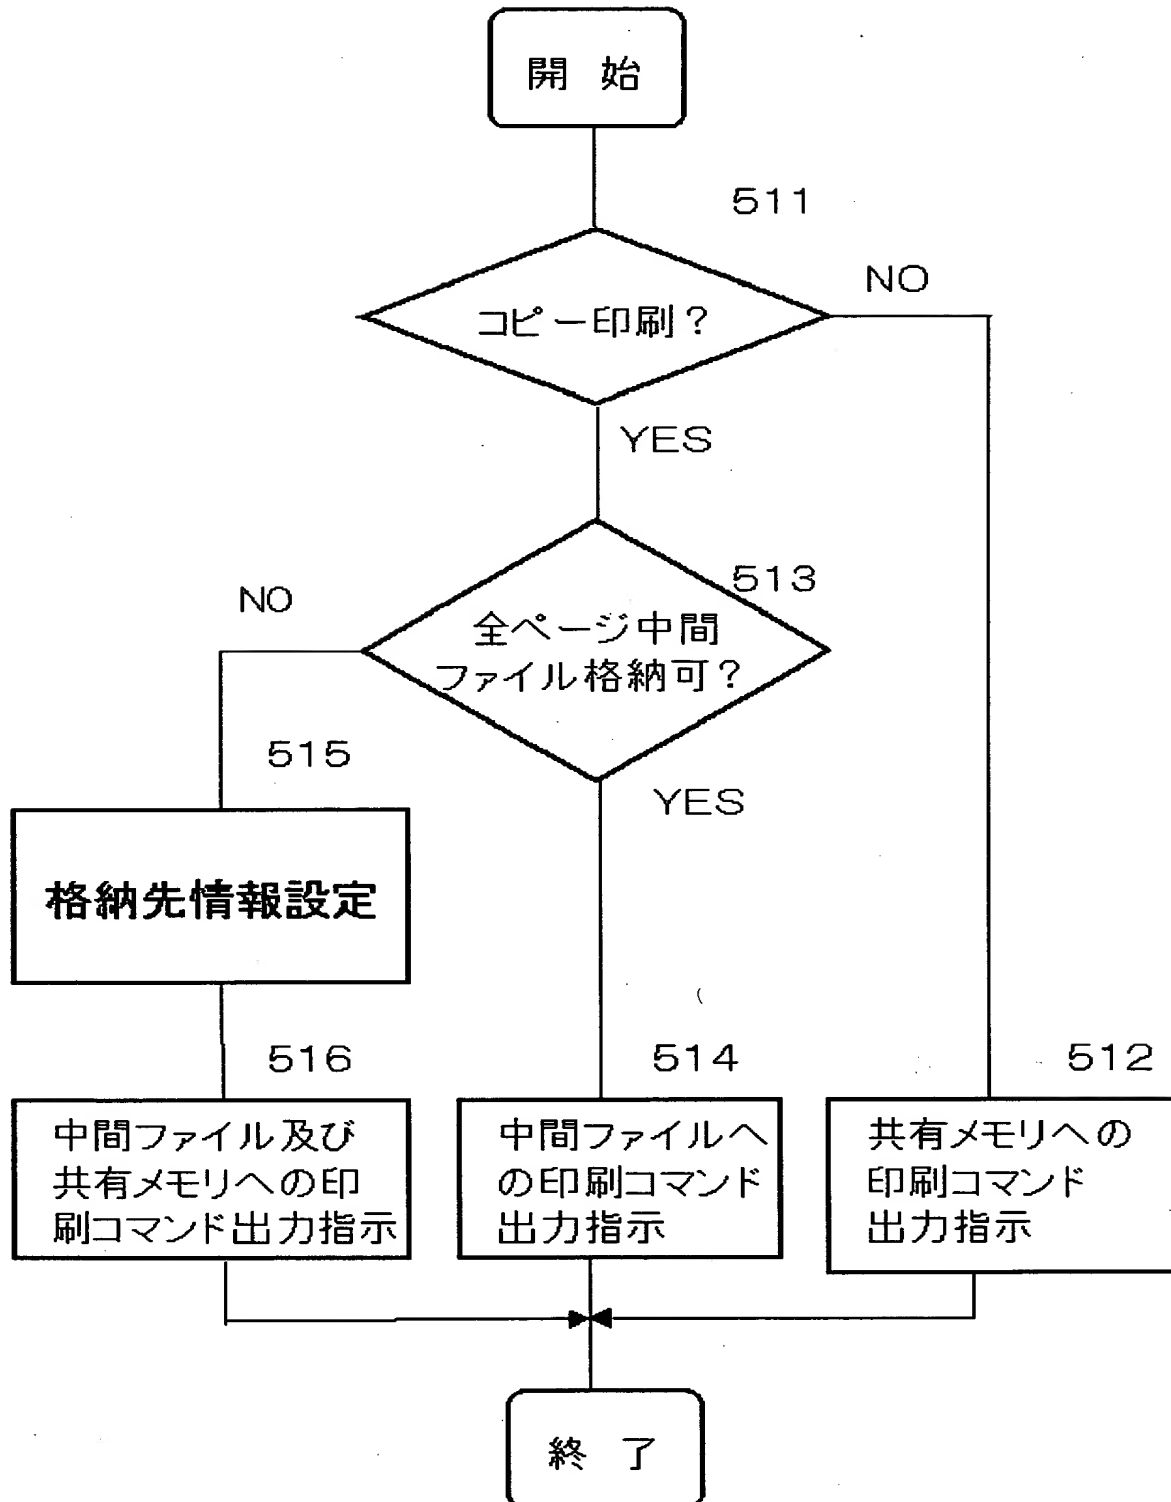 開 始
511
NO
コピー印刷?
YES
513
NO
全ページ中間
ファイル格納可?
515
YES
格納先情報設定
516
514
512
中間ファイル及び
共有メモリへの印
刷コマンド出力指示
中間ファイルへ
の印刷コマンド
出力指示
共有メモリへの
印刷コマンド
出力指示
終 了